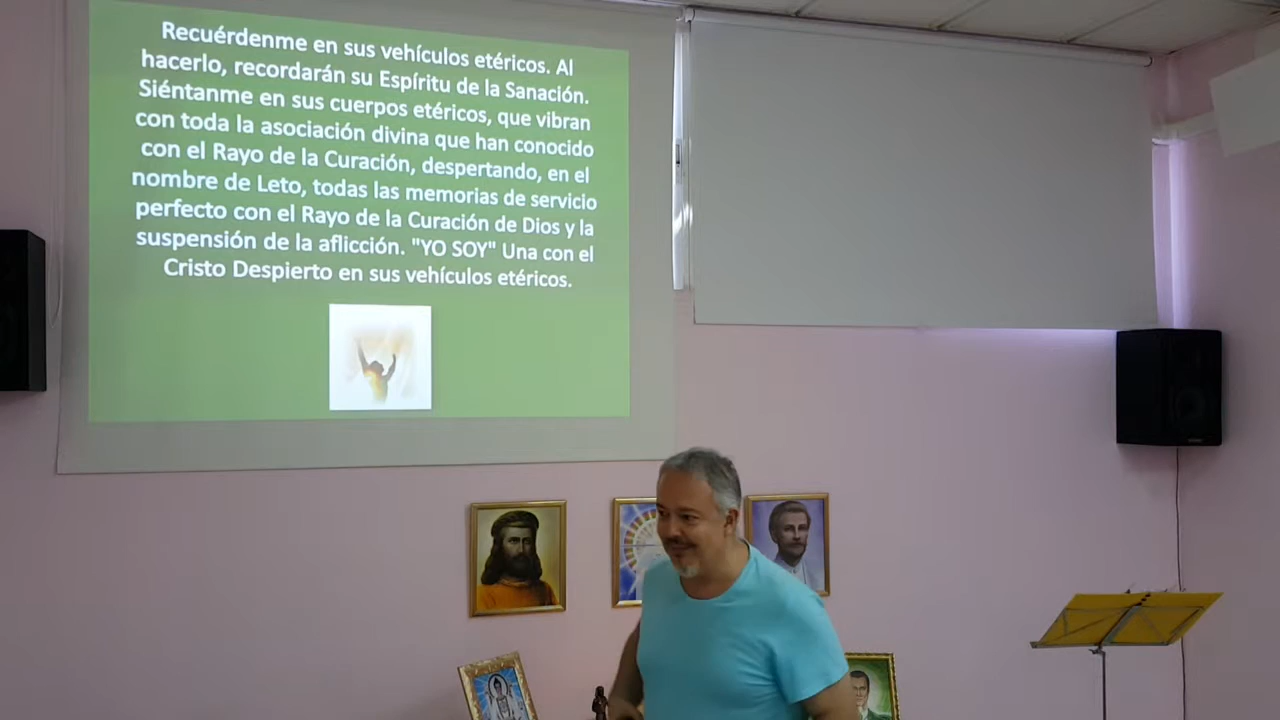 Recuérdenme en sus vehículos etéricos. Al
hacerlo, recordarán su Espíritu de la Sanación.
Siéntanme en sus cuerpos etéricos, que vibran
con toda la asociación divina que han conocido
con el Rayo de la Curación, despertando, en el
nombre de Leto, todas las memorias de servicio
perfecto con el Rayo de la Curación de Dios y la
suspensión de la aflicción. "YO SOY" Una con el
Cristo Despierto en sus vehículos etéricos.